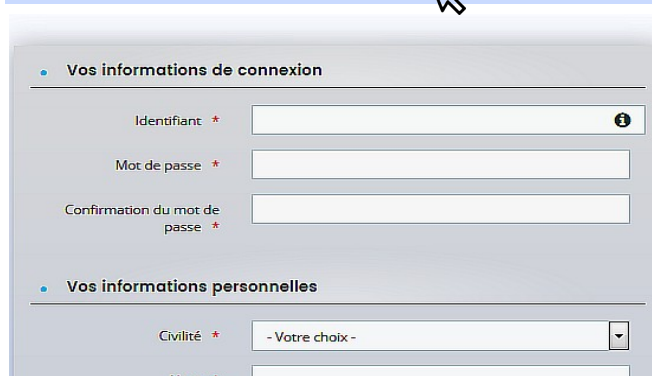 Vos informations de connexion
Identifiant *
Mot de passe *
Confirmation du mot de
passe *
Vos informations personnelles
Civilité * - Votre choix -